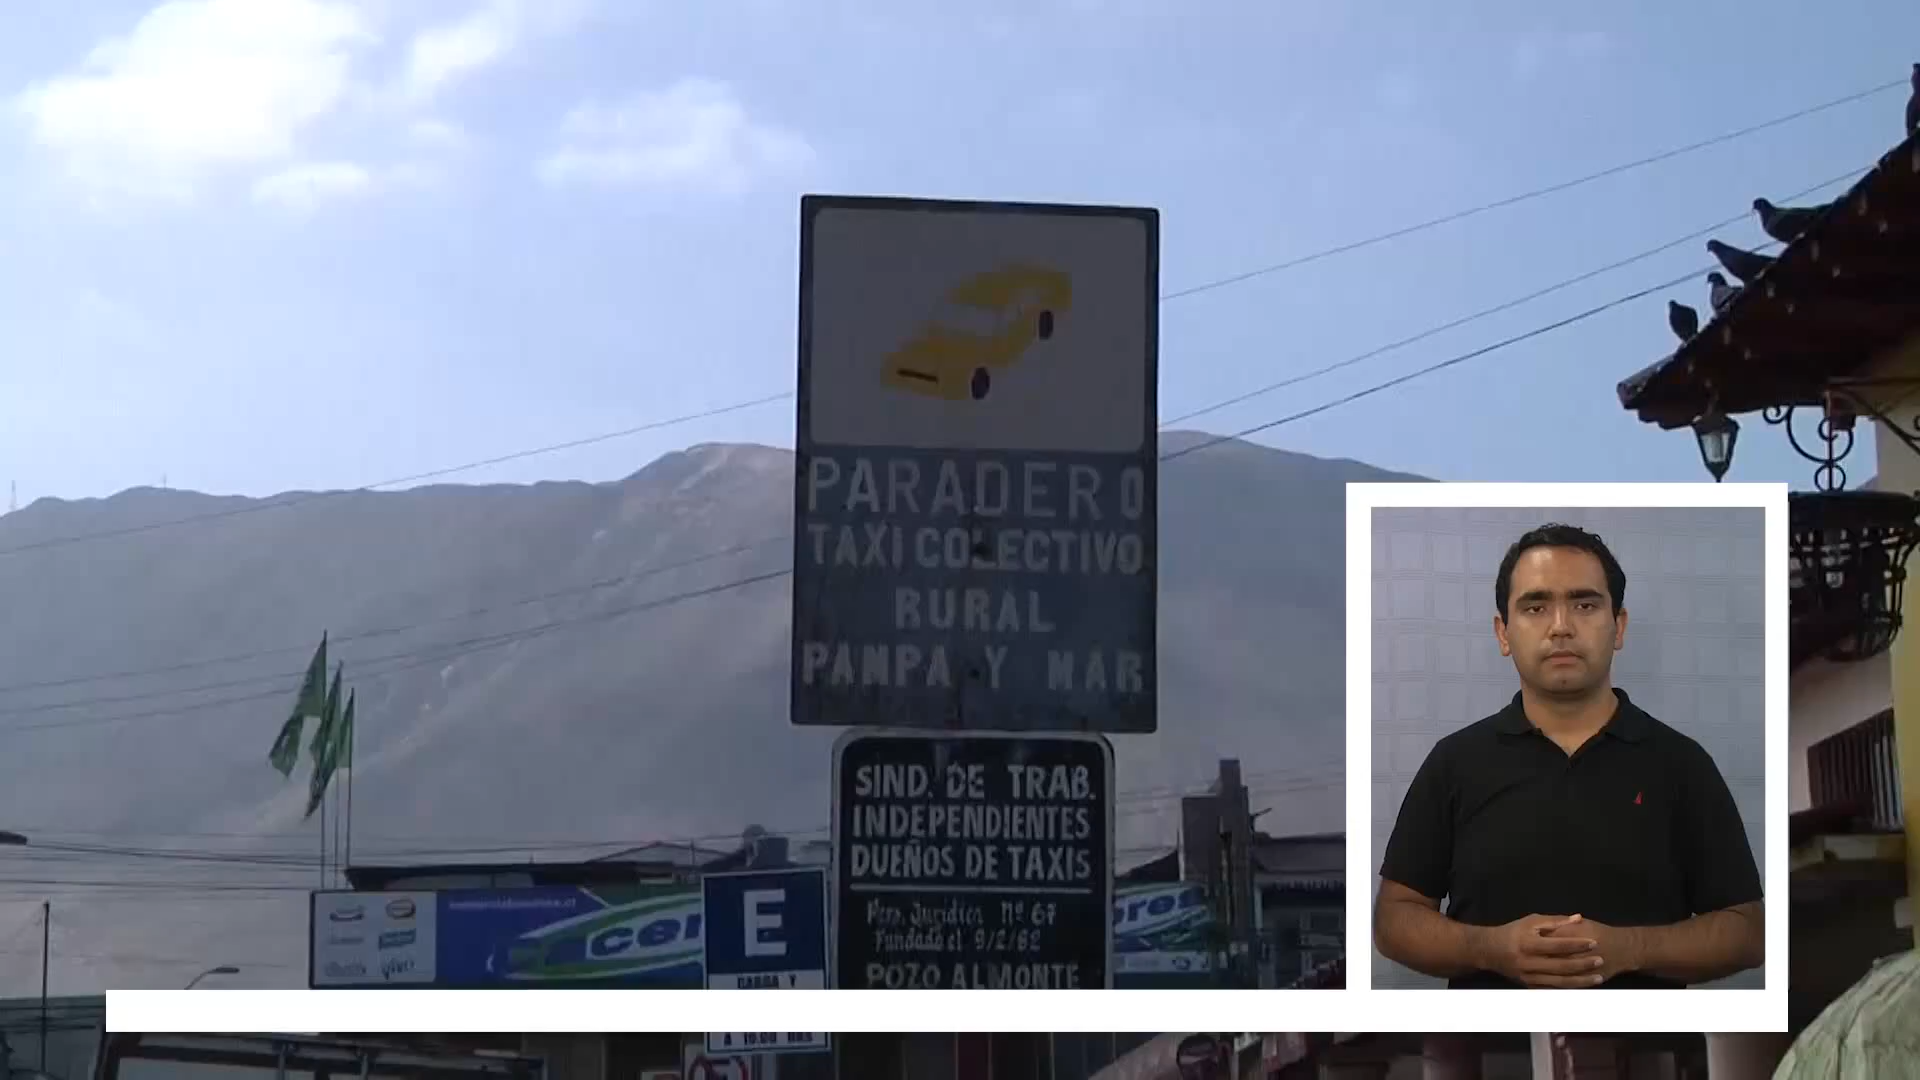 PARADERO
TAXI COLECTIVO
RURAL
PAMPA Y MAR
SIND. DE TRAB.
INDEPENDIENTES
DUEÑOS DE TAXIS
Pers. Jurídica Nº 67
Fundado el 9/2/62
POZO ALMONTE
E